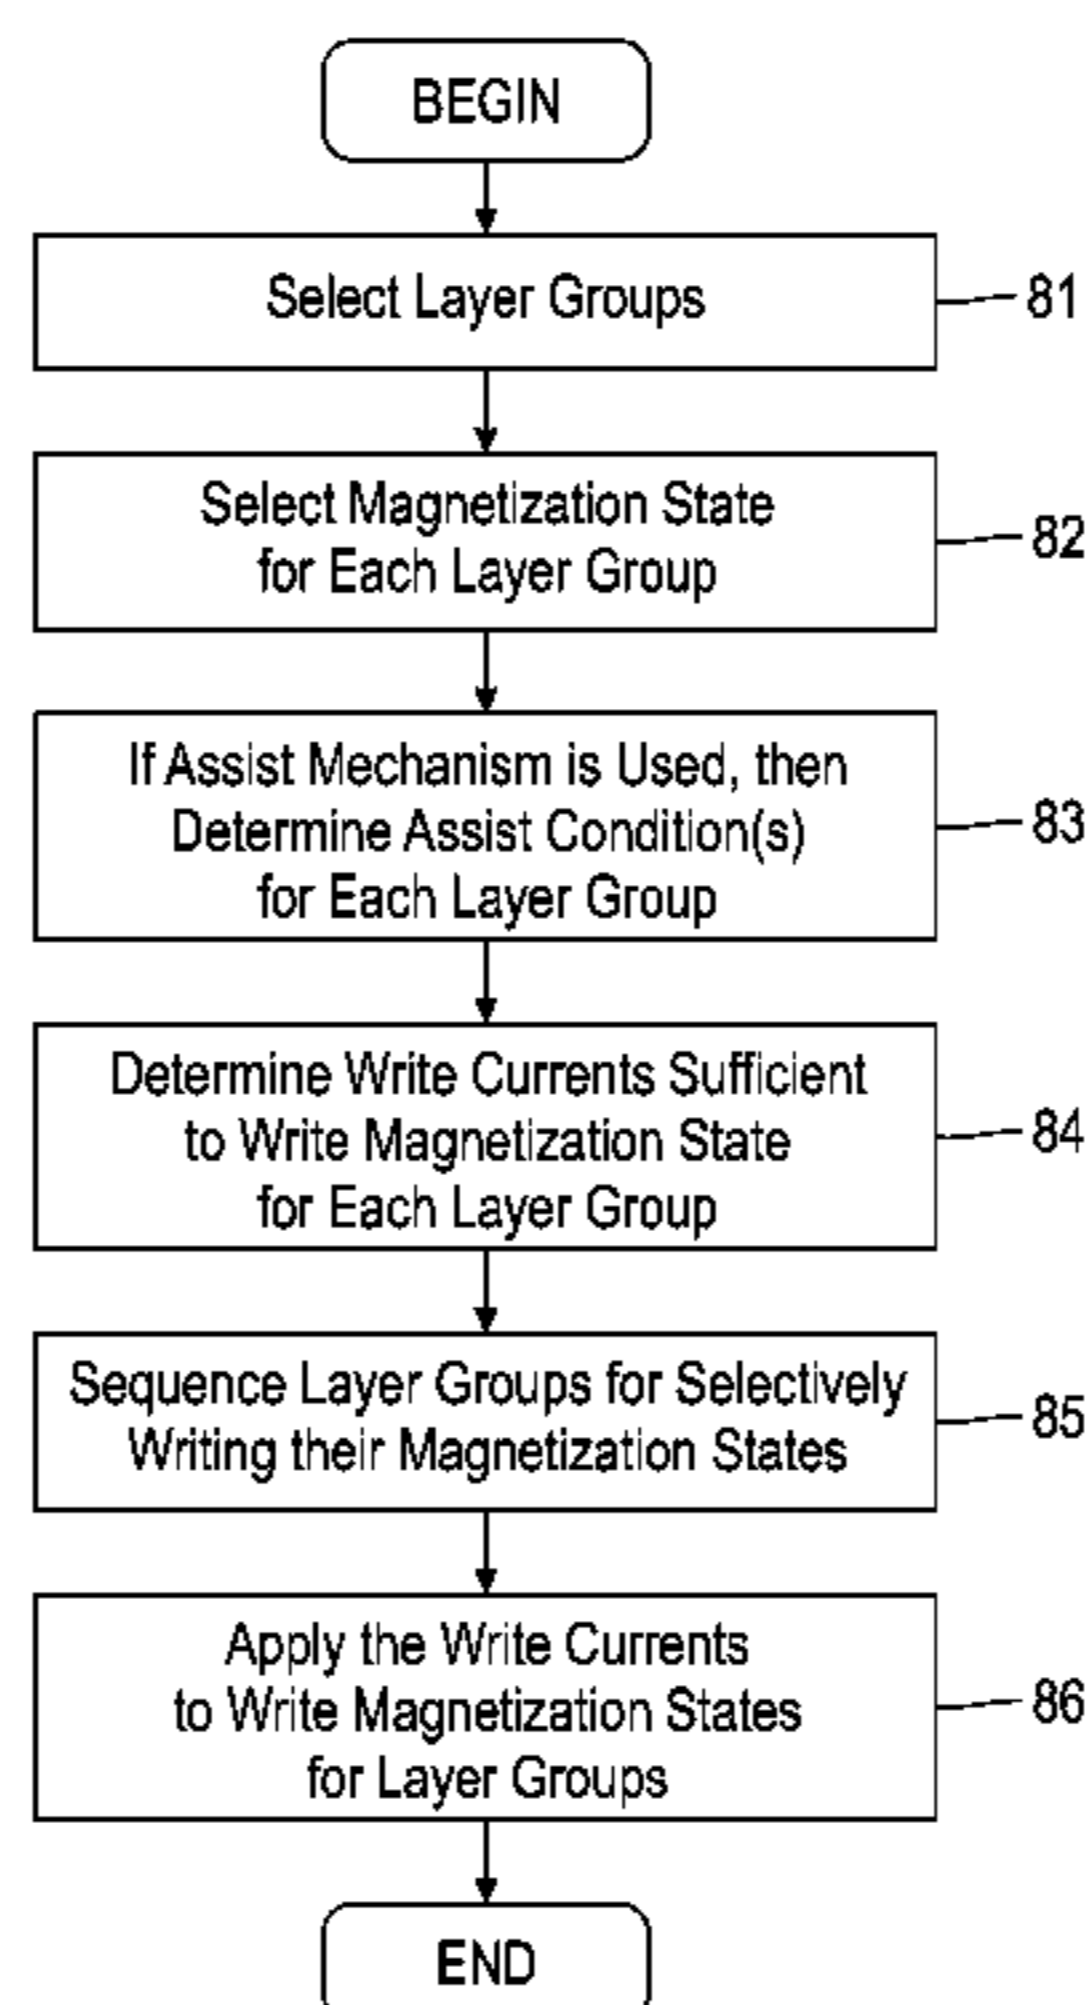 BEGIN
Select Layer Groups
81
Select Magnetization State
for Each Layer Group
82
If Assist Mechanism is Used, then
Determine Assist Condition(s)
for Each Layer Group
83
Determine Write Currents Sufficient
to Write Magnetization State
for Each Layer Group
84
Sequence Layer Groups for Selectively
Writing their Magnetization States
85
Apply the Write Currents
to Write Magnetization States
for Layer Groups
86
END